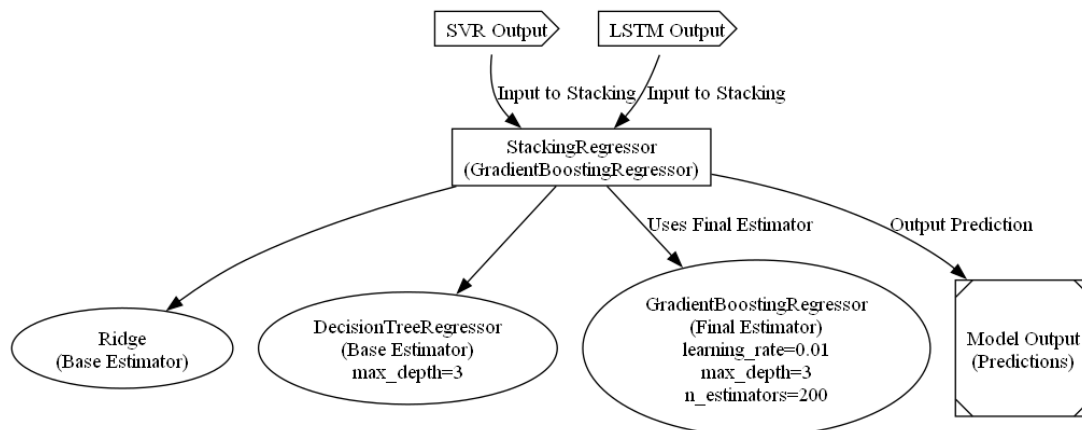 SVR Output
LSTM Output
Input to Stacking
Input to Stacking
StackingRegressor
(GradientBoostingRegressor)
Uses Final Estimator
Output Prediction
Ridge
(Base Estimator)
DecisionTreeRegressor
(Base Estimator)
max_depth=3
GradientBoostingRegressor
(Final Estimator)
learning_rate=0.01
max_depth=3
n_estimators=200
Model Output
(Predictions)